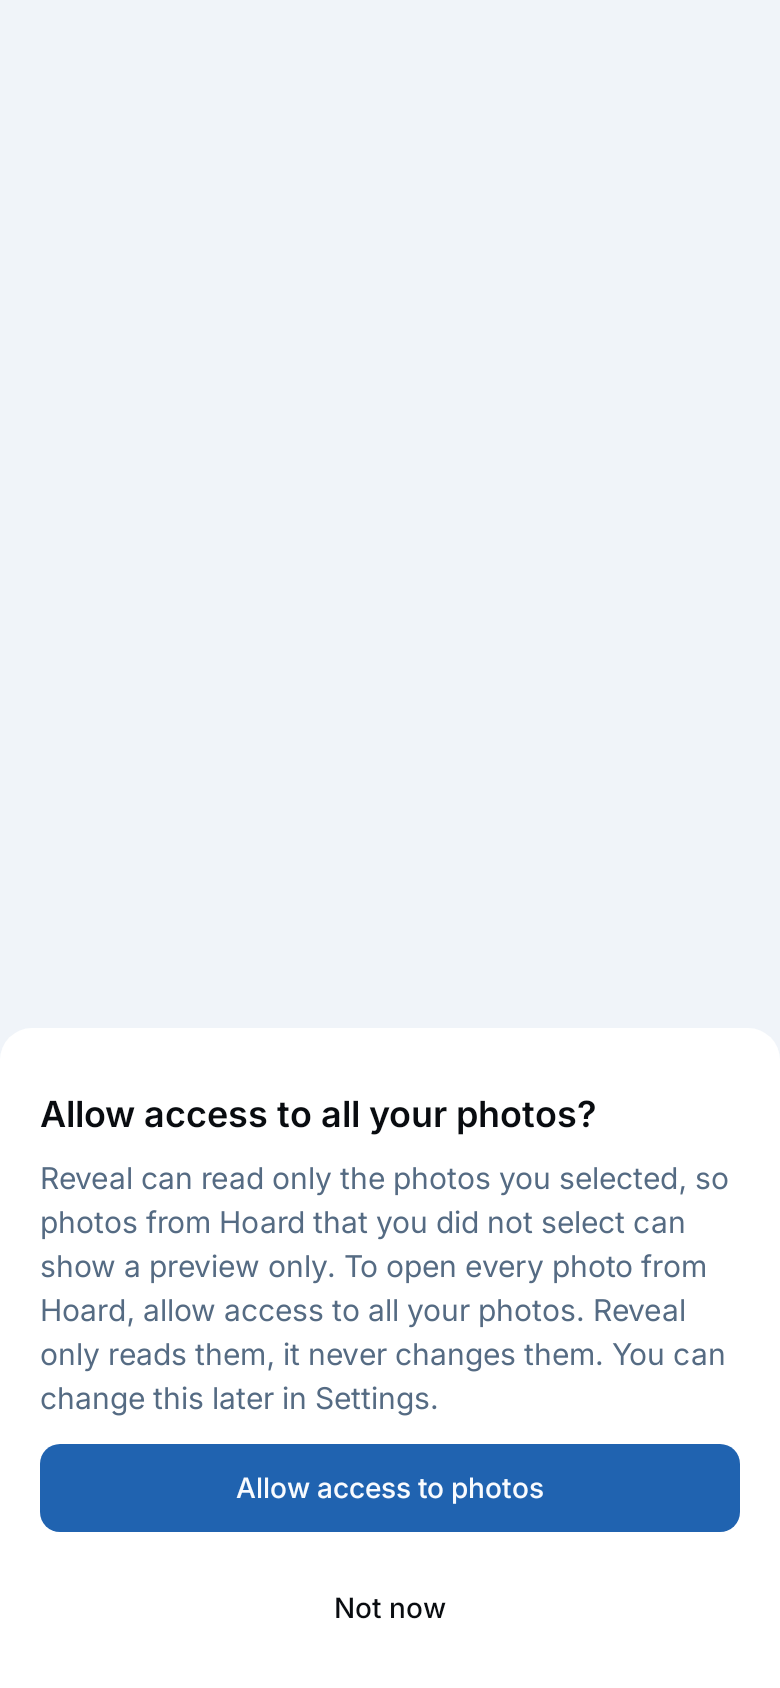 Allow access to all your photos?
Reveal can read only the photos you selected, so
photos from Hoard that you did not select can
show a preview only. To open every photo from
Hoard, allow access to all your photos. Reveal
only reads them, it never changes them. You can
change this later in Settings.
Allow access to photos
Not now